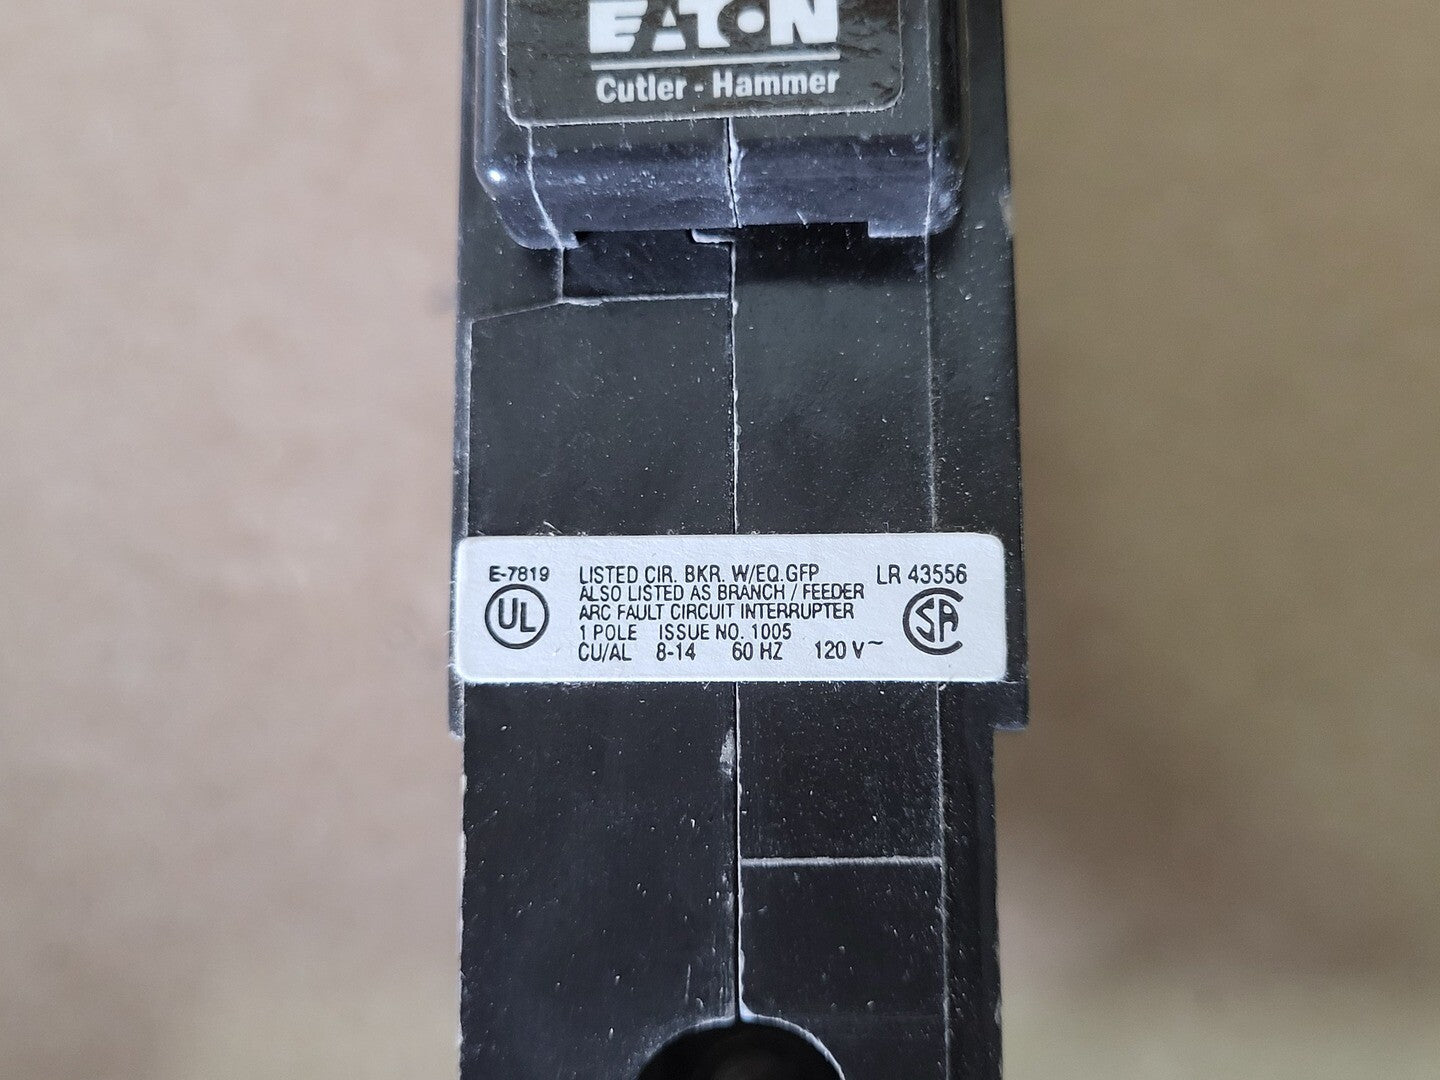 EATON
Cutler-Hammer
E-7819
UL
LISTED CIR. BKR. W/EQ.GFP
ALSO LISTED AS BRANCH / FEEDER
ARC FAULT CIRCUIT INTERRUPTER
1 POLE ISSUE NO. 1005
CU/AL 8-14 60 HZ 120 V~
LR 43556
SA